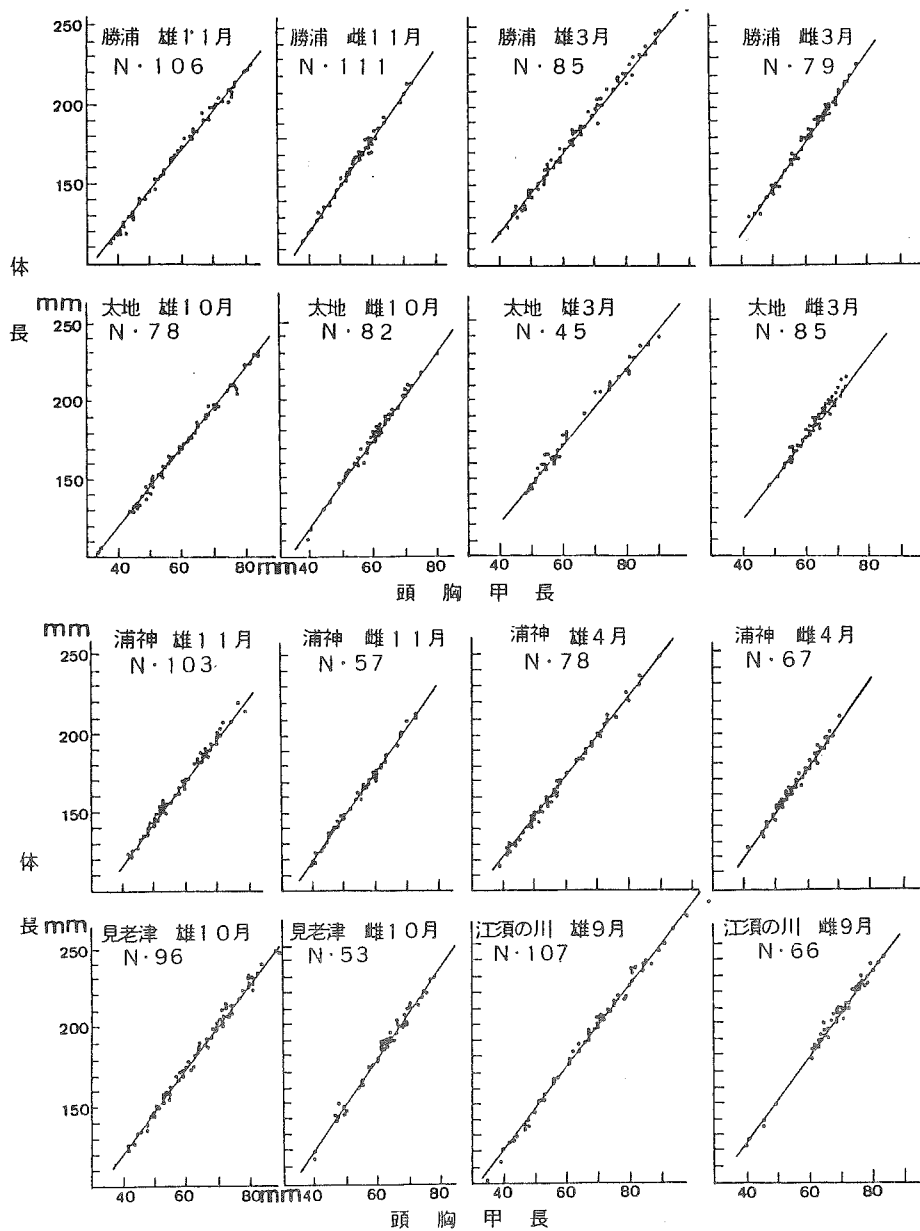 250
勝浦 雄11月
N・106
勝浦 雌11月
N・111
勝浦 雄3月
N・85
勝浦 雌3月
N・79
200
150
体
長
mm
250
太地 雄10月
N・78
太地 雌10月
N・82
太地 雄3月
N・45
太地 雌3月
N・85
200
150
40 60 mm 80
40 60 80
40 60 80
40 60 80
頭胸甲長
mm
250
浦神 雄11月
N・103
浦神 雌11月
N・57
浦神 雄4月
N・78
浦神 雌4月
N・67
200
150
体
長
mm
250
見老津 雄10月
N・96
見老津 雌10月
N・53
江須の川 雄9月
N・107
江須の川 雌9月
N・66
200
150
40 60 80 mm
40 60 80
40 60 80
40 60 80
頭胸甲長